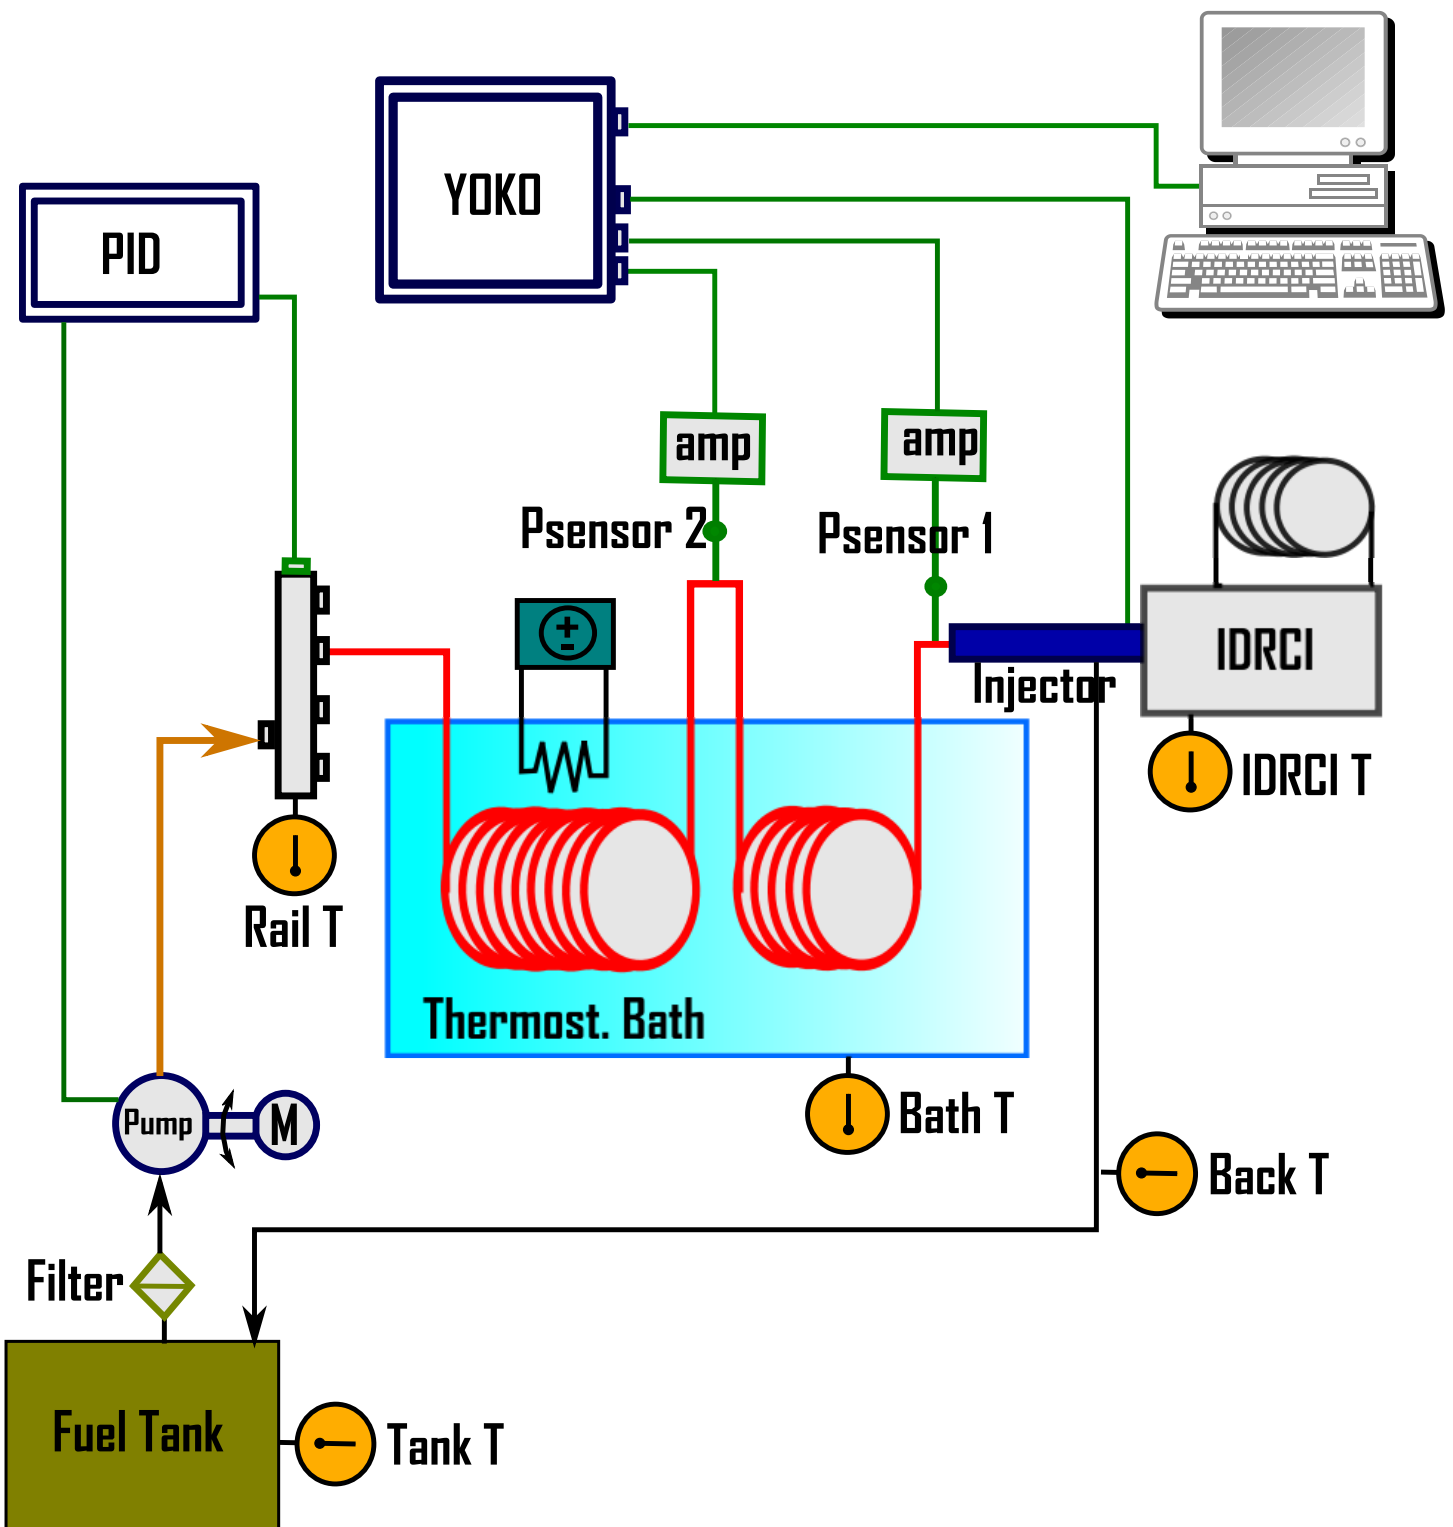 YOKO
PID
amp
amp
Psensor 2
Psensor 1
IDRCI
Injector
IDRCI T
Rail T
Thermost. Bath
Pump
M
Bath T
Back T
Filter
Fuel Tank
Tank T